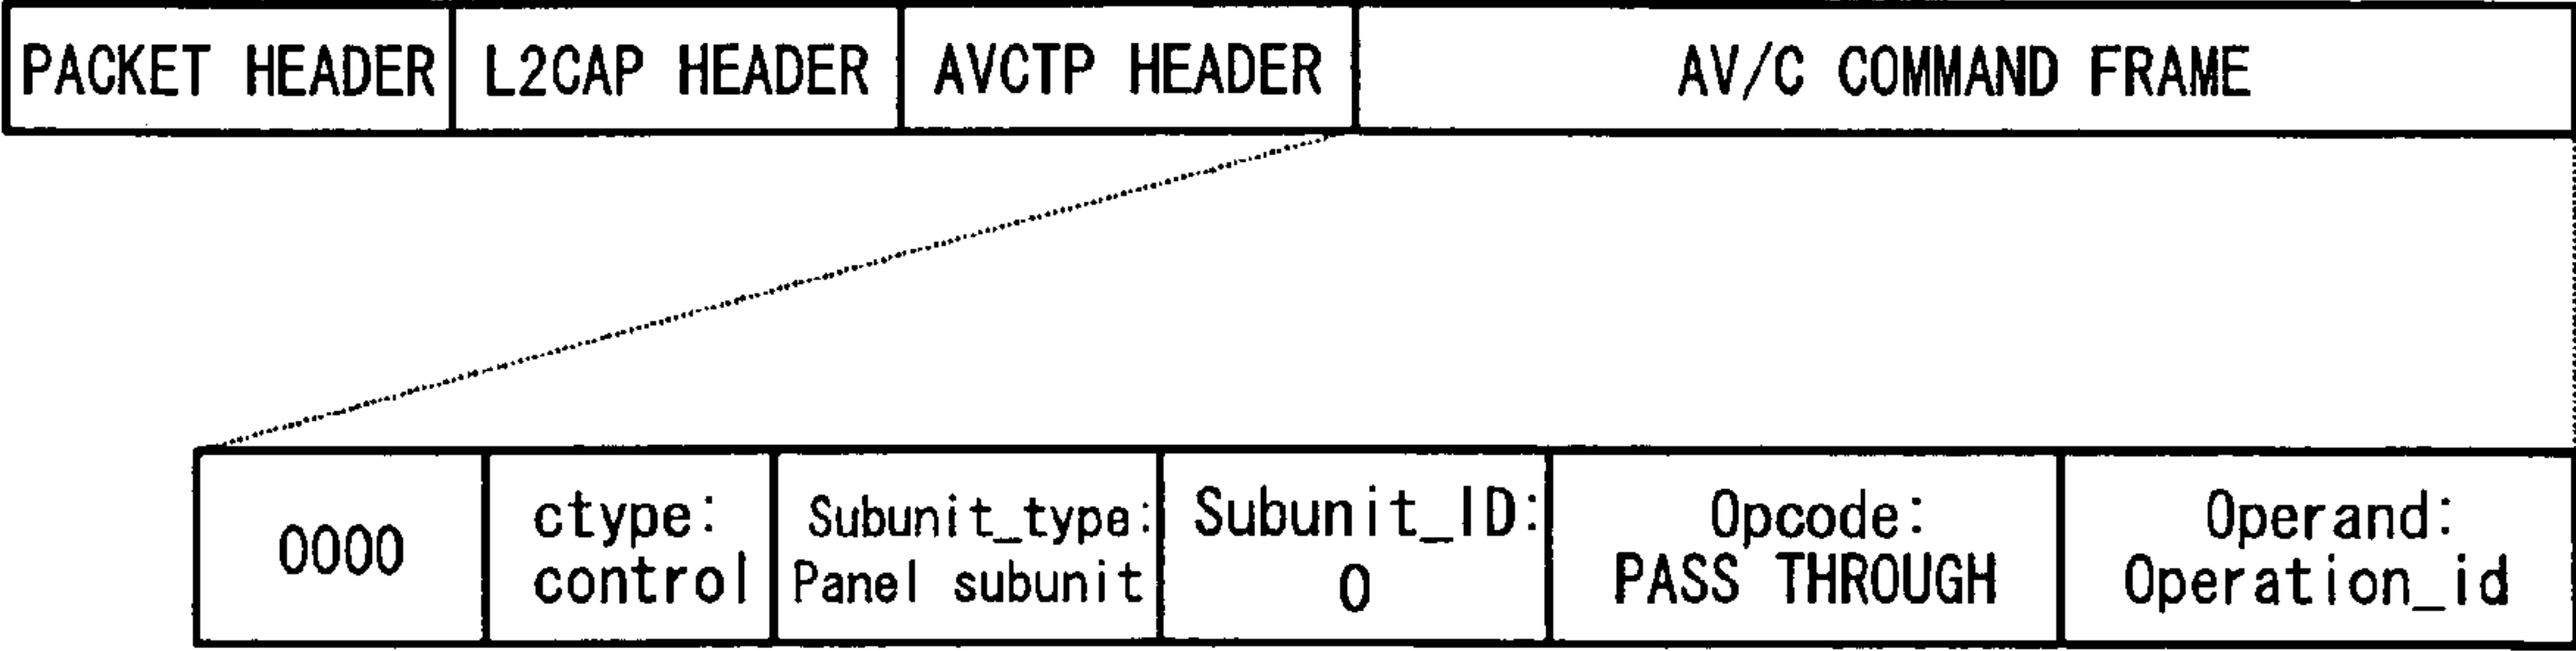 PACKET HEADER L2CAP HEADER AVCTP HEADER AV/C COMMAND FRAME
0000
ctype:
control
Subunit_type:
Panel subunit
Subunit_ID:
0
Opcode:
PASS THROUGH
Operand:
Operation_id